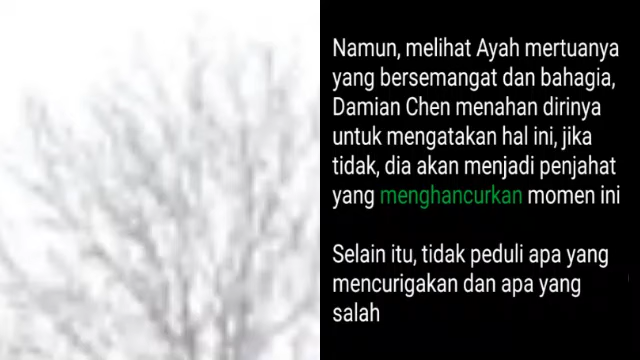 Namun, melihat Ayah mertuanya
yang bersemangat dan bahagia,
Damian Chen menahan dirinya
untuk mengatakan hal ini, jika
tidak, dia akan menjadi penjahat
yang menghancurkan momen ini
Selain itu, tidak peduli apa yang
mencurigakan dan apa yang
salah